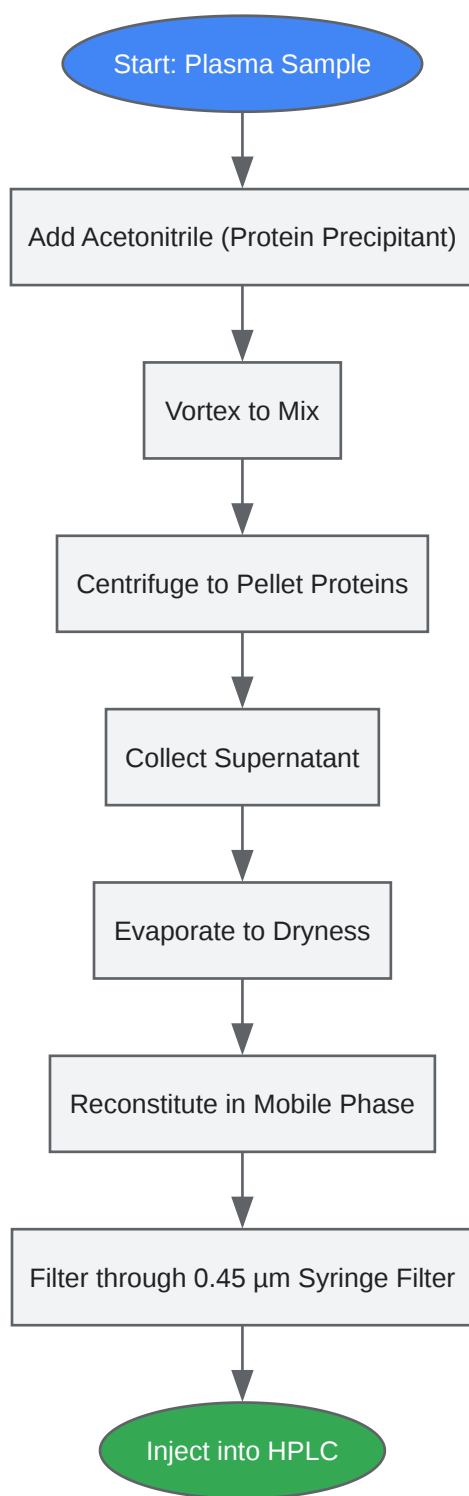 Start: Plasma Sample
Add Acetonitrile (Protein Precipitant)
Vortex to Mix
Centrifuge to Pellet Proteins
Collect Supernatant
Evaporate to Dryness
Reconstitute in Mobile Phase
Filter through 0.45 µm Syringe Filter
Inject into HPLC